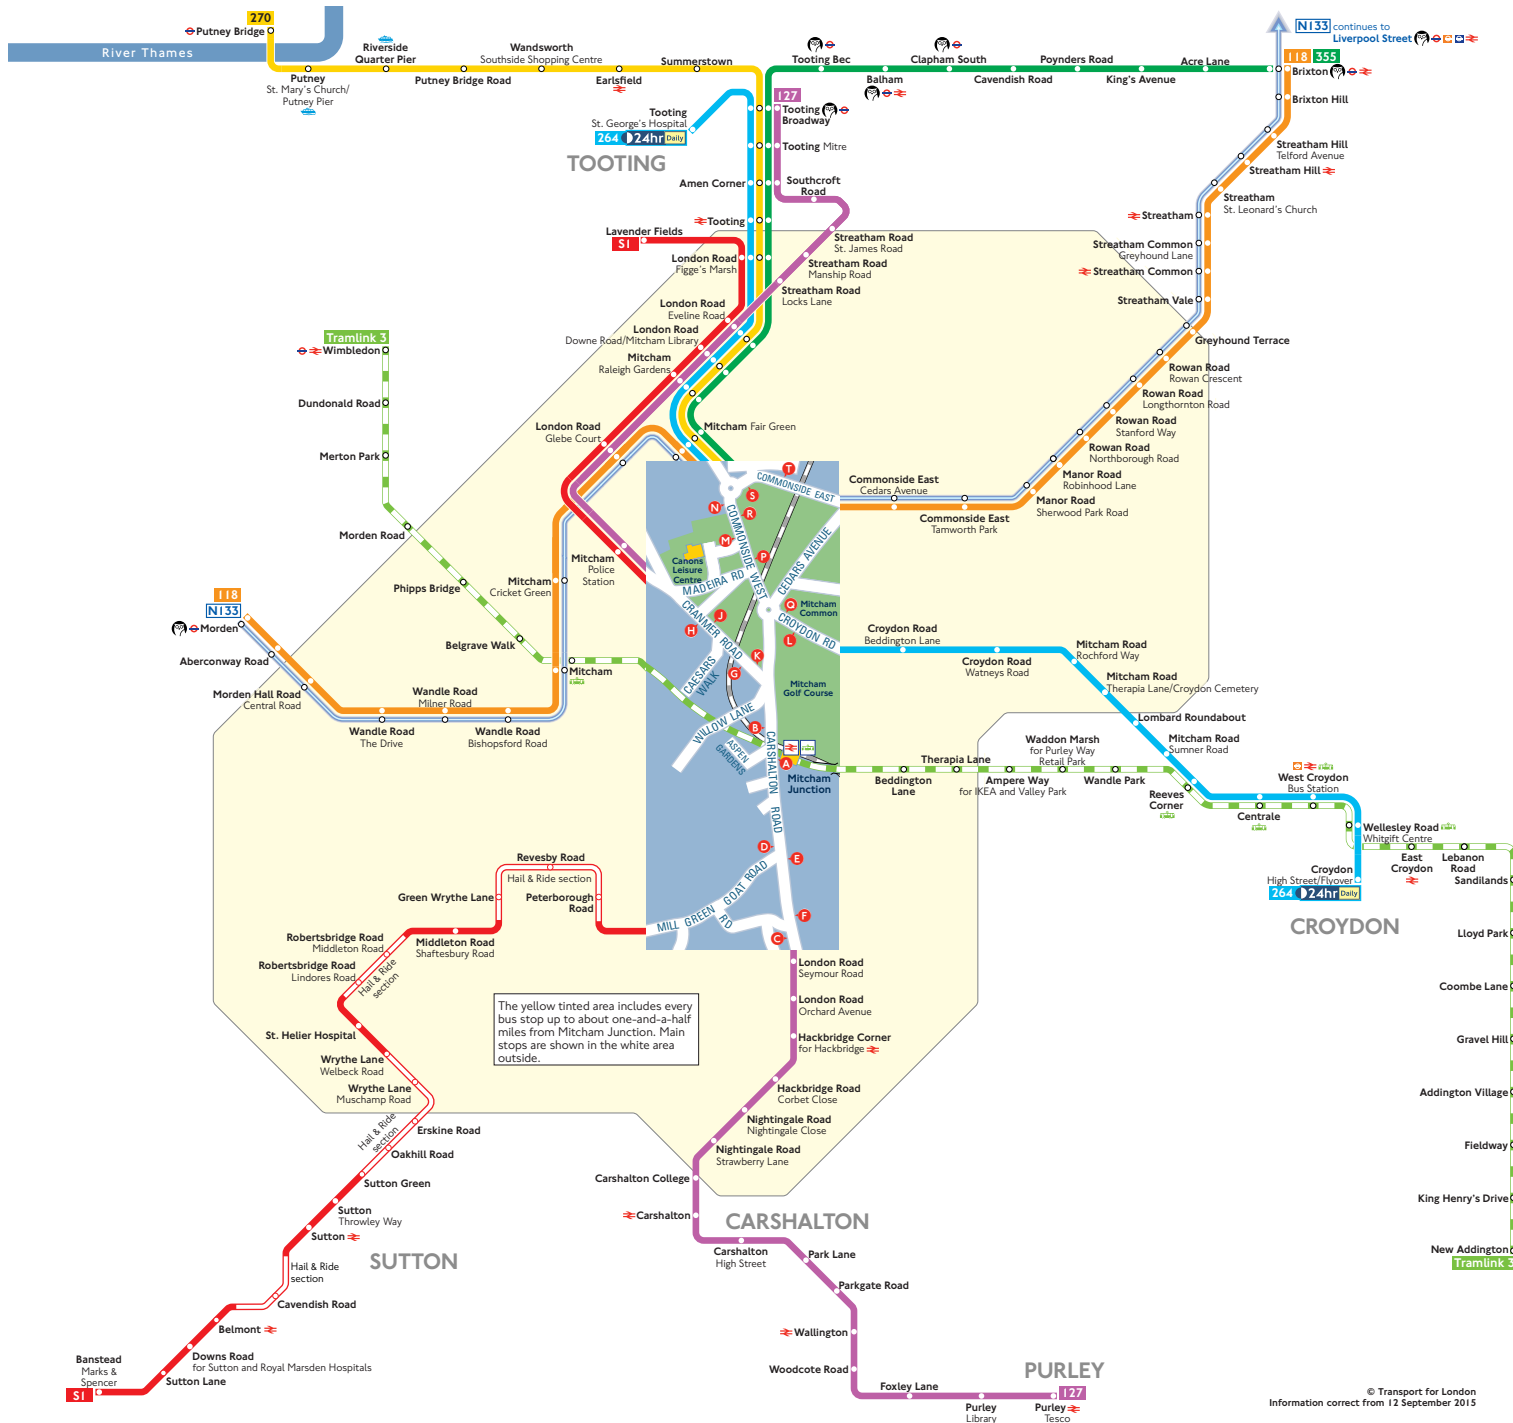 270
Putney Bridge
River Thames
Putney
St. Mary's Church/
Putney Pier
Riverside
Quarter Pier
Putney Bridge Road
Wandsworth
Southside Shopping Centre
Earlsfield
Summerstown
Tooting
St. George's Hospital
264 24hr Daily
TOOTING
127
Tooting
Broadway
Tooting Mitre
Amen Corner
Southcroft
Road
Tooting
Lavender Fields
S1
London Road
Figge's Marsh
Tooting Bec
Balham
Clapham South
Cavendish Road
Poynders Road
King's Avenue
Acre Lane
N133 continues to
Liverpool Street
118 355
Brixton
Brixton Hill
Streatham Hill
Telford Avenue
Streatham Hill
Streatham
St. Leonard's Church
Streatham
Streatham Common
Greyhound Lane
Streatham Common
Streatham Vale
Greyhound Terrace
Rowan Road
Rowan Crescent
Rowan Road
Longthornton Road
Rowan Road
Stanford Way
Rowan Road
Northborough Road
Manor Road
Robinhood Lane
Manor Road
Sherwood Park Road
Commonside East
Cedars Avenue
Commonside East
Tamworth Park
Streatham Road
St. James Road
Streatham Road
Manship Road
Streatham Road
Locks Lane
London Road
Eveline Road
London Road
Downe Road/Mitcham Library
Mitcham
Raleigh Gardens
London Road
Glebe Court
Mitcham Fair Green
Tramlink 3
Wimbledon
Dundonald Road
Merton Park
Morden Road
Phipps Bridge
Belgrave Walk
Mitcham
Mitcham
Cricket Green
Mitcham
Police
Station
118
N133
Morden
Aberconway Road
Morden Hall Road
Central Road
Wandle Road
The Drive
Wandle Road
Milner Road
Wandle Road
Bishopsford Road
T
COMMONSIDE EAST
S
N
R
COMMONSIDE WEST
M
P
CEDARS AVENUE
Canons
Leisure
Centre
MADEIRA RD
Q
Mitcham
Common
J
H
CRANMER ROAD
CROYDON RD
L
K
G
CAESARS
WALK
Mitcham
Golf Course
WILLOW LANE
B
ASPEN
GARDENS
CARSHALTON ROAD
A
Mitcham
Junction
D
E
MILL GREEN RD
GOAT ROAD
F
C
Croydon Road
Beddington Lane
Croydon Road
Watneys Road
Mitcham Road
Rochford Way
Mitcham Road
Therapia Lane/Croydon Cemetery
Lombard Roundabout
Mitcham Road
Sumner Road
Beddington
Lane
Therapia Lane
Ampere Way
for IKEA and Valley Park
Waddon Marsh
for Purley Way
Retail Park
Wandle Park
Reeves
Corner
Centrale
West Croydon
Bus Station
Wellesley Road
Whitgift Centre
East
Croydon
Lebanon
Road
Croydon
High Street/Flyover
264 24hr Daily
CROYDON
Sandilands
Lloyd Park
Coombe Lane
Gravel Hill
Addington Village
Fieldway
King Henry's Drive
New Addington
Tramlink 3
Revesby Road
Hail & Ride section
Green Wrythe Lane
Peterborough
Road
Middleton Road
Shaftesbury Road
Robertsbridge Road
Middleton Road
Robertsbridge Road
Lindores Road
Hail & Ride
section
St. Helier Hospital
Wrythe Lane
Welbeck Road
Wrythe Lane
Muschamp Road
Hail & Ride
section
Erskine Road
Oakhill Road
Sutton Green
Sutton
Throwley Way
Sutton
SUTTON
Hail & Ride
section
Cavendish Road
Belmont
Downs Road
for Sutton and Royal Marsden Hospitals
Sutton Lane
Banstead
Marks &
Spencer
S1
The yellow tinted area includes every
bus stop up to about one-and-a-half
miles from Mitcham Junction. Main
stops are shown in the white area
outside.
London Road
Seymour Road
London Road
Orchard Avenue
Hackbridge Corner
for Hackbridge
Hackbridge Road
Corbet Close
Nightingale Road
Nightingale Close
Nightingale Road
Strawberry Lane
Carshalton College
Carshalton
CARSHALTON
Carshalton
High Street
Park Lane
Parkgate Road
Wallington
Woodcote Road
Foxley Lane
Purley
Library
PURLEY
127
Purley
Tesco
© Transport for London
Information correct from 12 September 2015